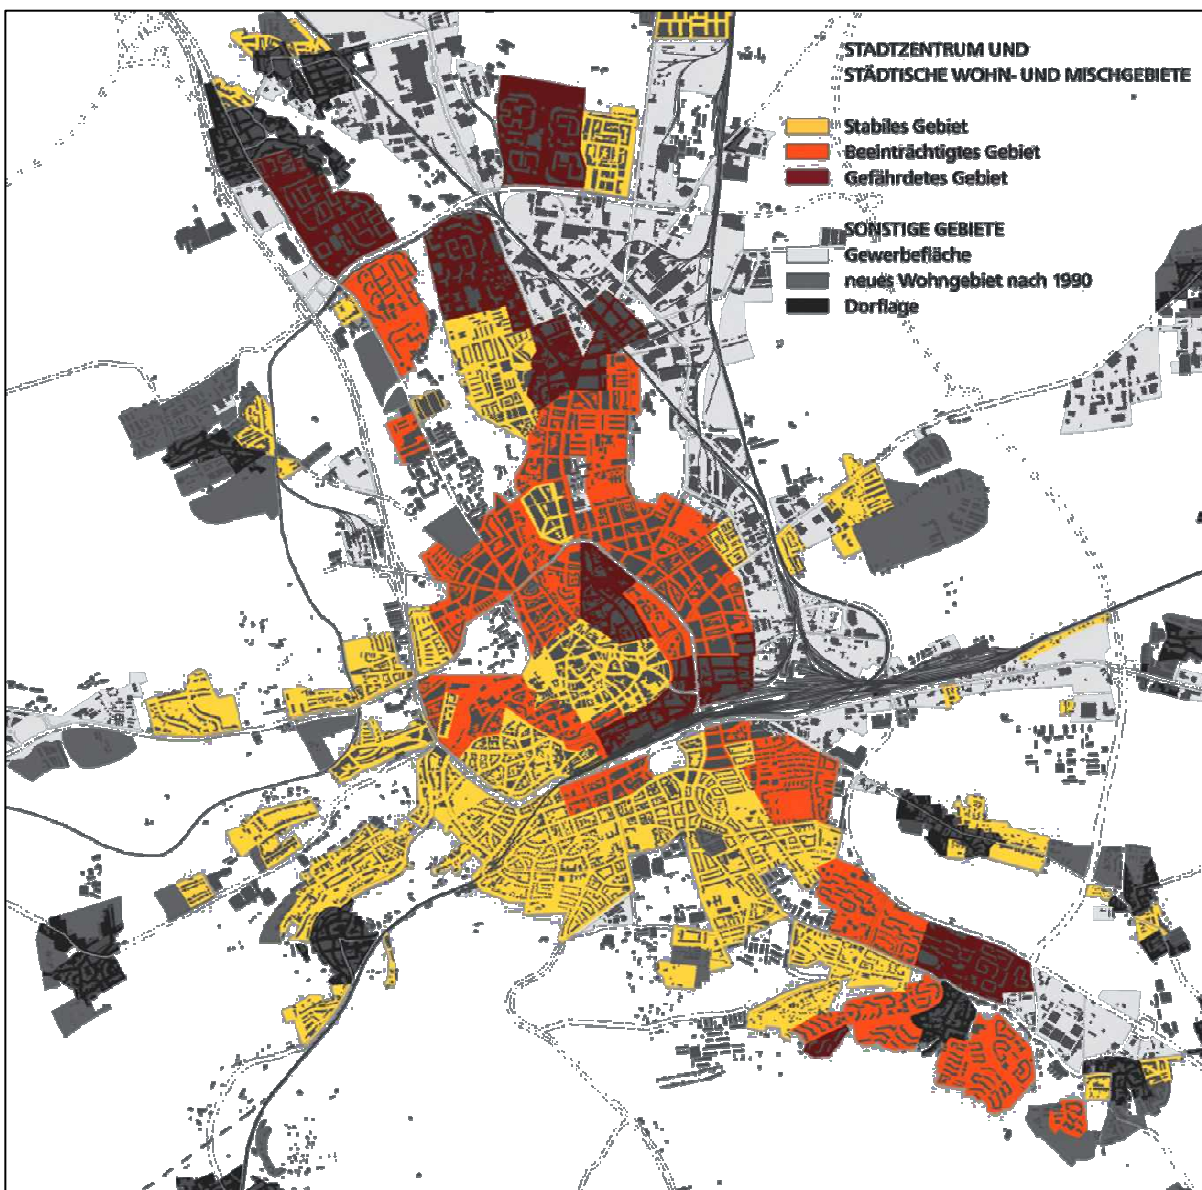 STADTZENTRUM UND
STÄDTISCHE WOHN- UND MISCHGEBIETE
Stabiles Gebiet
Beeinträchtigtes Gebiet
Gefährdetes Gebiet
SONSTIGE GEBIETE
Gewerbefläche
neues Wohngebiet nach 1990
Dorflage